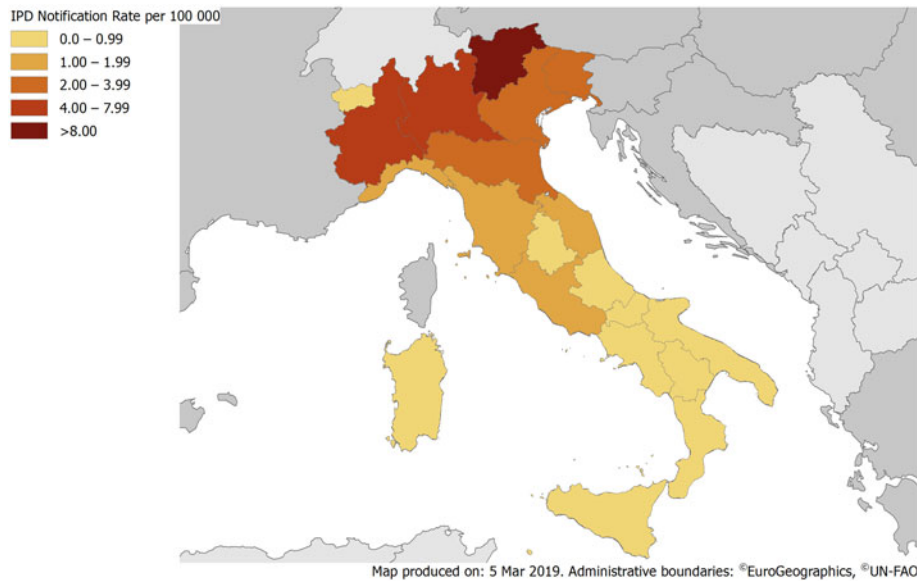 IPD Notification Rate per 100 000
0.0 – 0.99
1.00 – 1.99
2.00 – 3.99
4.00 – 7.99
>8.00
Map produced on: 5 Mar 2019. Administrative boundaries: ©EuroGeographics, ©UN-FAO